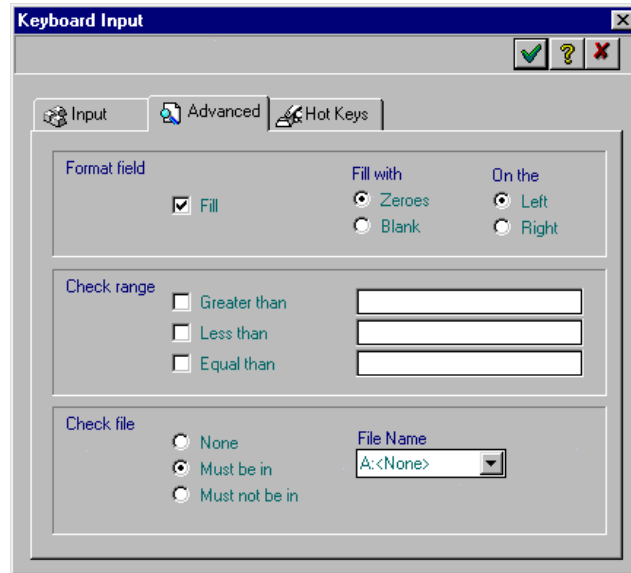 Keyboard Input
Input Advanced Hot Keys
Format field
Fill
Fill with
Zeroes
Blank
On the
Left
Right
Check range
Greater than
Less than
Equal than
Check file
None
Must be in
Must not be in
File Name
A:<None>